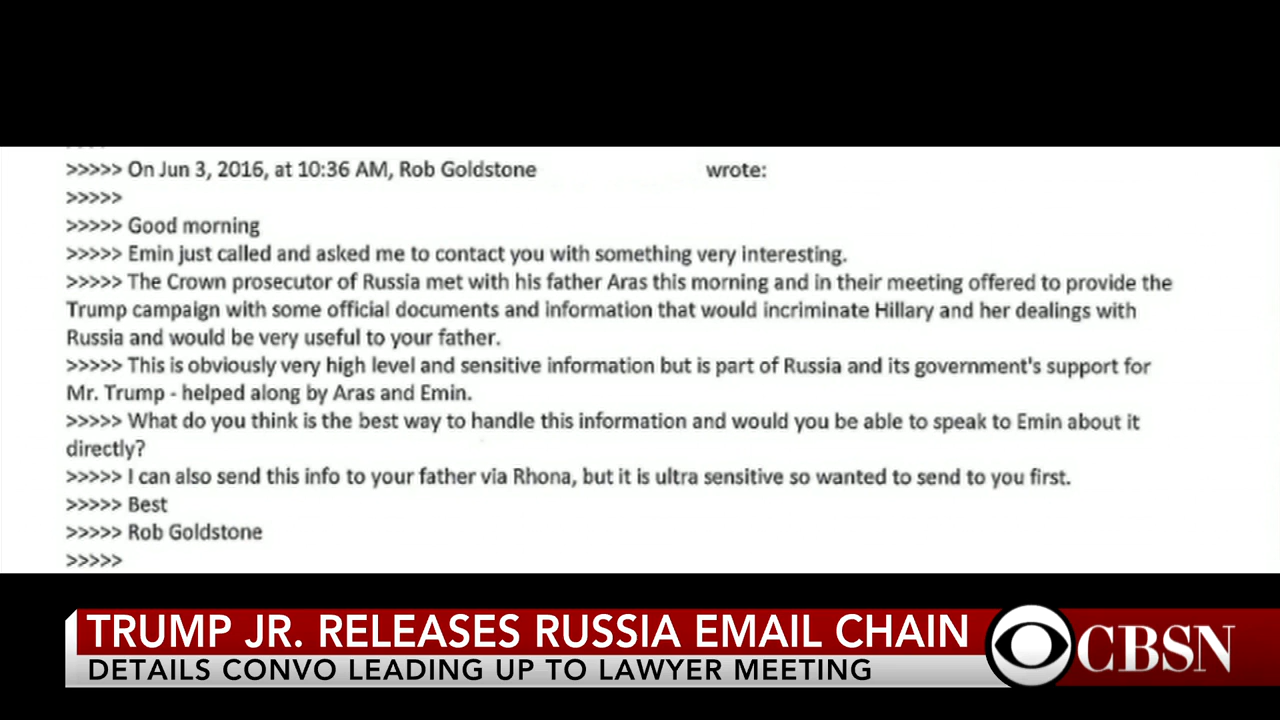 >>>>> On Jun 3, 2016, at 10:36 AM, Rob Goldstone wrote:
>>>>>
>>>>> Good morning
>>>>> Emin just called and asked me to contact you with something very interesting.
>>>>> The Crown prosecutor of Russia met with his father Aras this morning and in their meeting offered to provide the
Trump campaign with some official documents and information that would incriminate Hillary and her dealings with
Russia and would be very useful to your father.
>>>>> This is obviously very high level and sensitive information but is part of Russia and its government's support for
Mr. Trump - helped along by Aras and Emin.
>>>>> What do you think is the best way to handle this information and would you be able to speak to Emin about it
directly?
>>>>> I can also send this info to your father via Rhona, but it is ultra sensitive so wanted to send to you first.
>>>>> Best
>>>>> Rob Goldstone
>>>>>
TRUMP JR. RELEASES RUSSIA EMAIL CHAIN
DETAILS CONVO LEADING UP TO LAWYER MEETING
CBSN